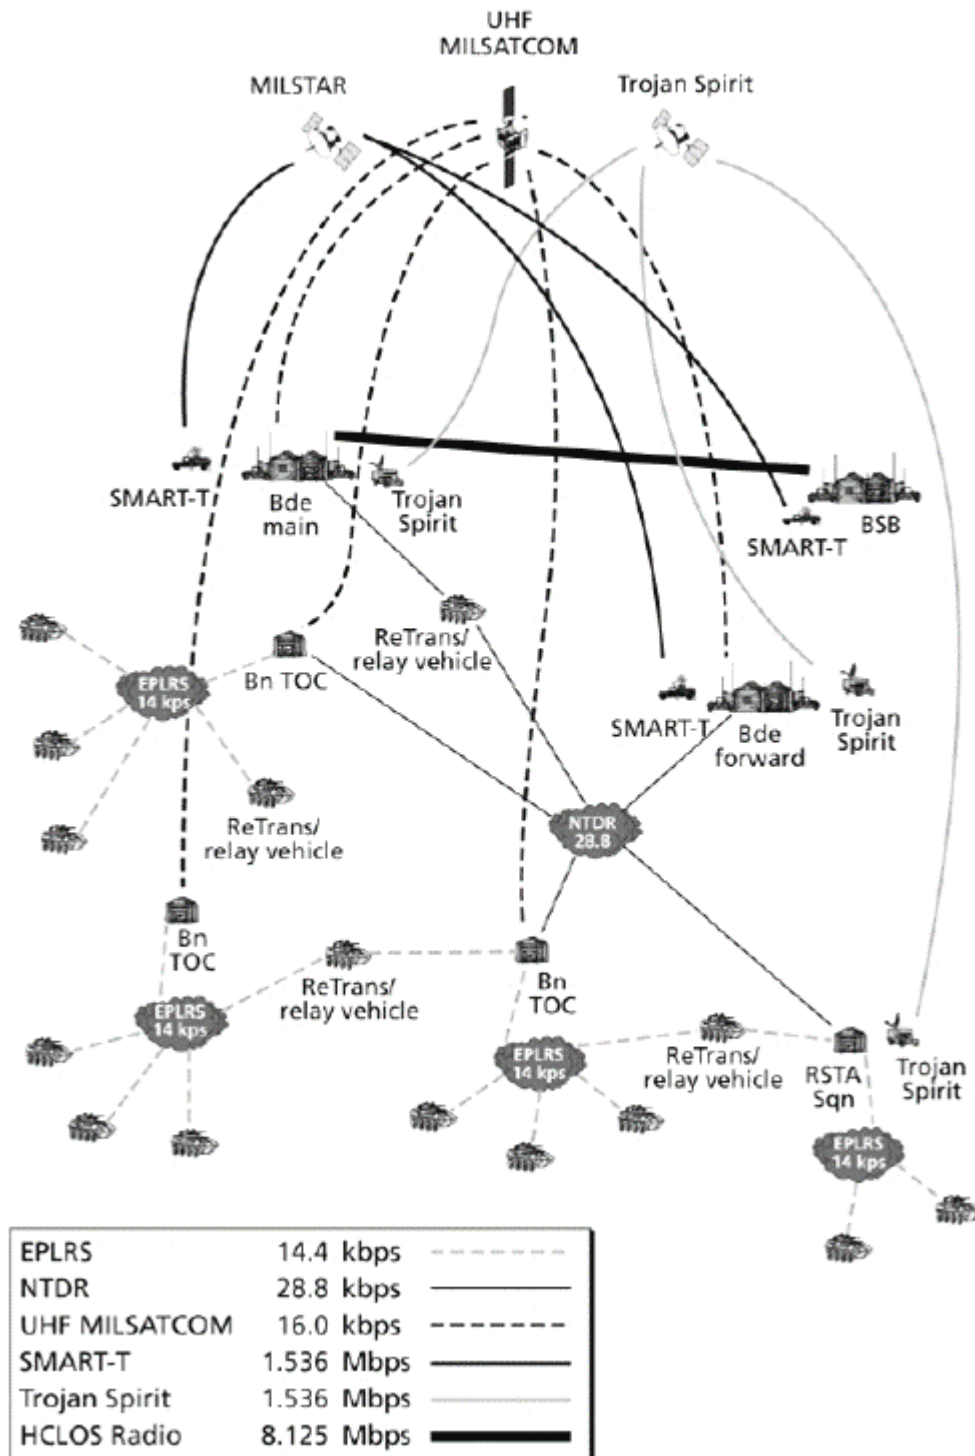 UHF
MILSATCOM
MILSTAR
Trojan Spirit
SMART-T
Bde
main
Trojan
Spirit
BSB
SMART-T
ReTrans/
relay vehicle
Bn TOC
EPLRS
14 kps
SMART-T
Bde
forward
Trojan
Spirit
ReTrans/
relay vehicle
NTDR
28.8
Bn
TOC
ReTrans/
relay vehicle
Bn
TOC
EPLRS
14 kps
EPLRS
14 kps
ReTrans/
relay vehicle
RSTA
Sqn
Trojan
Spirit
EPLRS
14 kps
EPLRS 14.4 kbps
NTDR 28.8 kbps
UHF MILSATCOM 16.0 kbps
SMART-T 1.536 Mbps
Trojan Spirit 1.536 Mbps
HCLOS Radio 8.125 Mbps